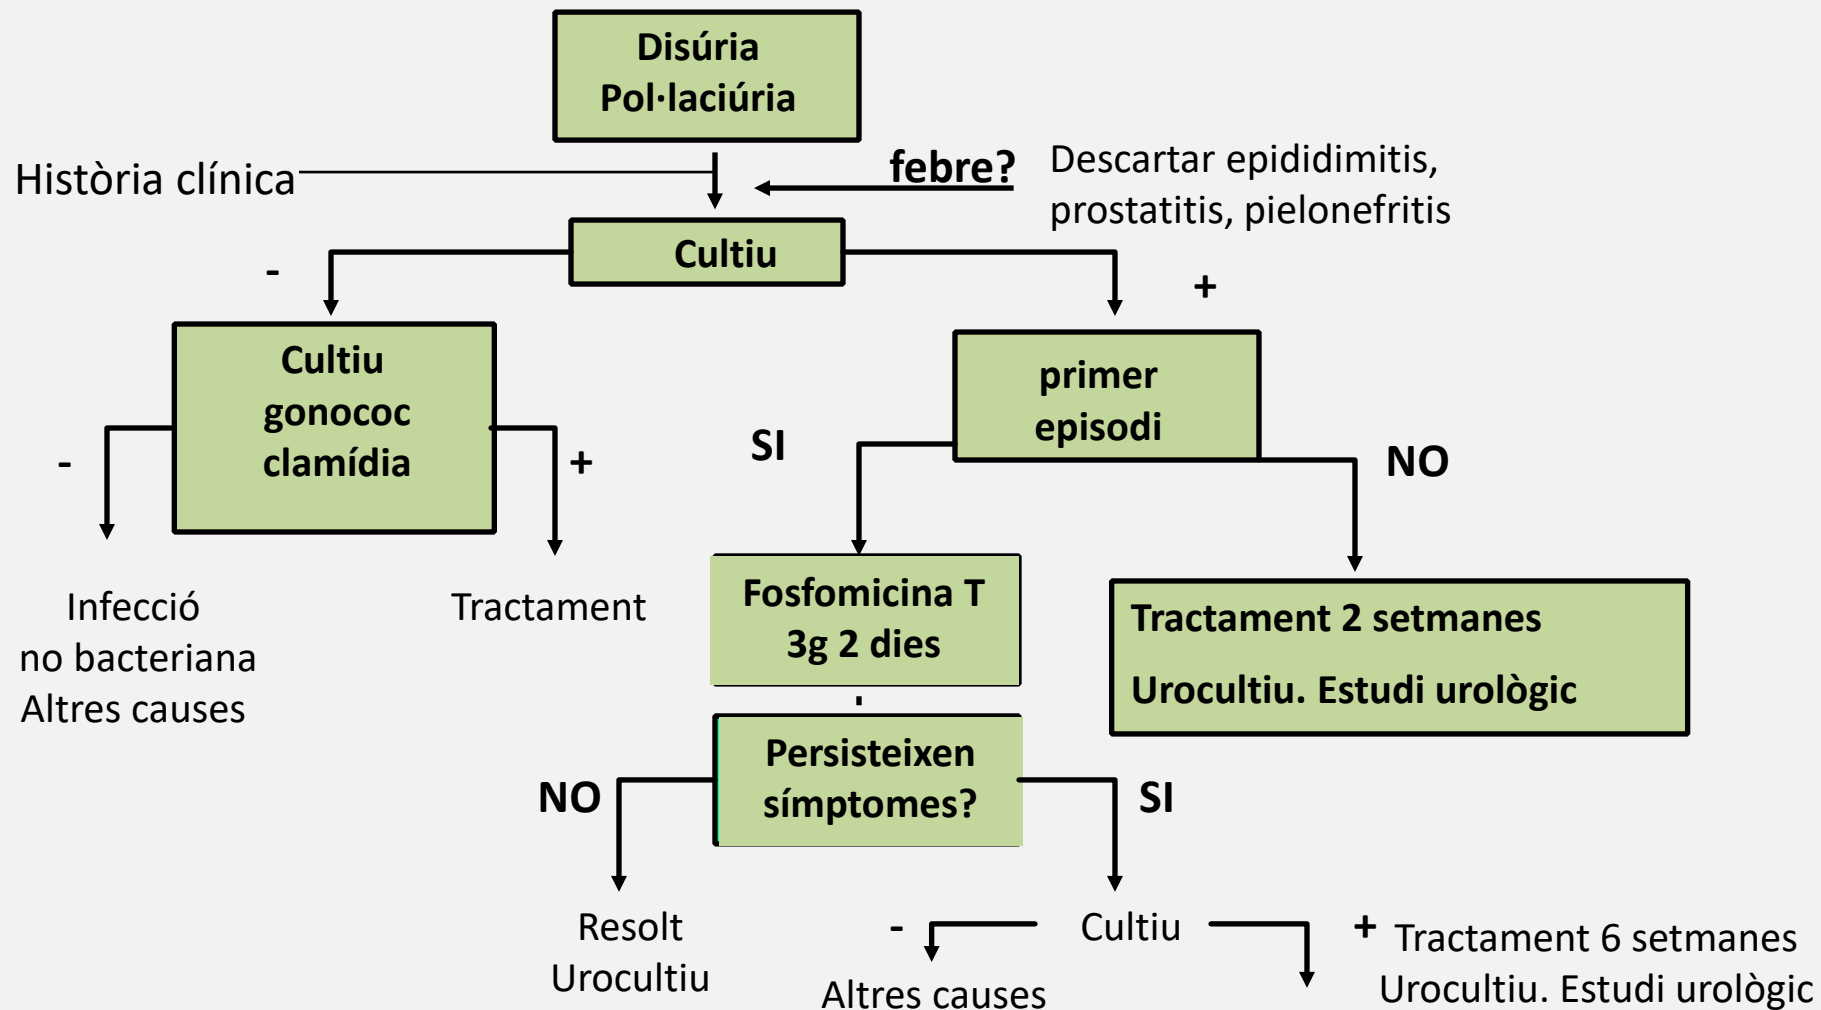 Disúria
Pol·laciúria
Història clínica
febre?
Descartar epididimitis,
prostatitis, pielonefritis
Cultiu
-
+
Cultiu
gonococ
clamídia
primer
episodi
-
+
SI
NO
Infecció
no bacteriana
Altres causes
Tractament
Fosfomicina T
3g 2 dies
Tractament 2 setmanes
Urocultiu. Estudi urològic
Persisteixen
símptomes?
NO
SI
Resolt
Urocultiu
-
Cultiu
+
Altres causes
Tractament 6 setmanes
Urocultiu. Estudi urològic